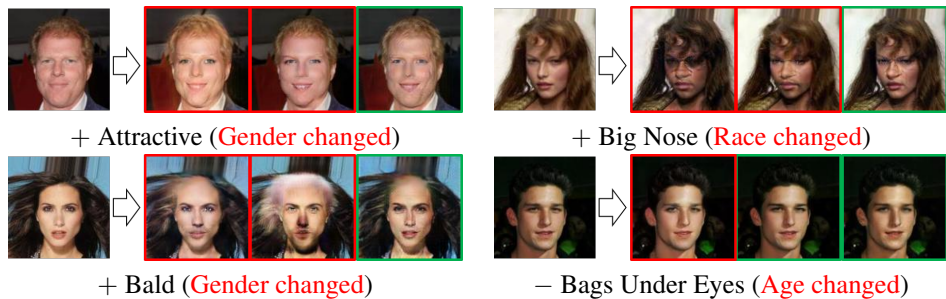 + Attractive (Gender changed)
+ Big Nose (Race changed)
+ Bald (Gender changed)
− Bags Under Eyes (Age changed)